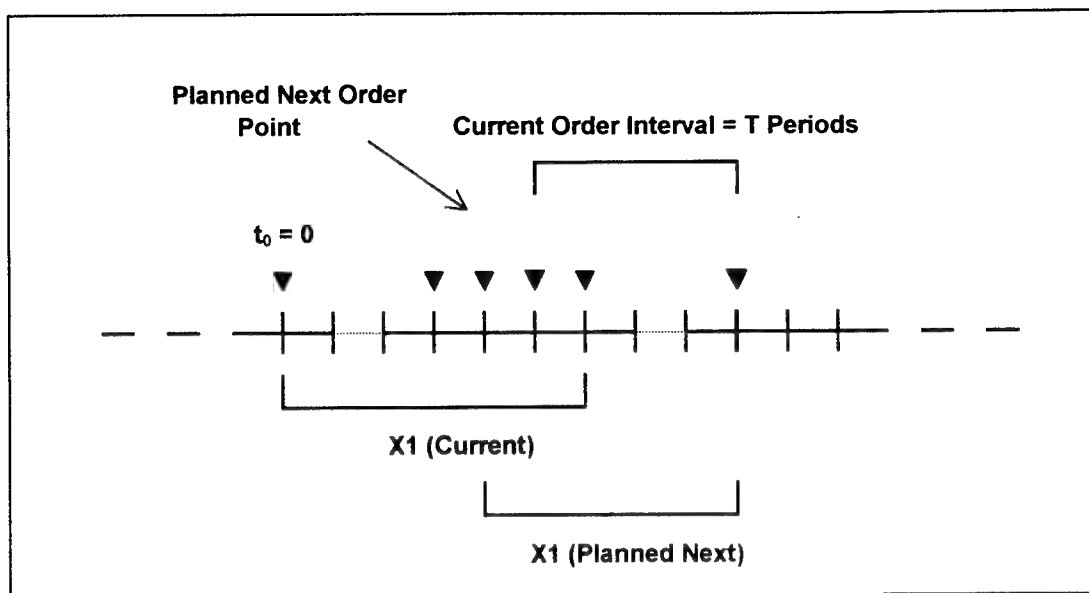 Planned Next Order
Point
Current Order Interval = T Periods
t₀ = 0
X1 (Current)
X1 (Planned Next)